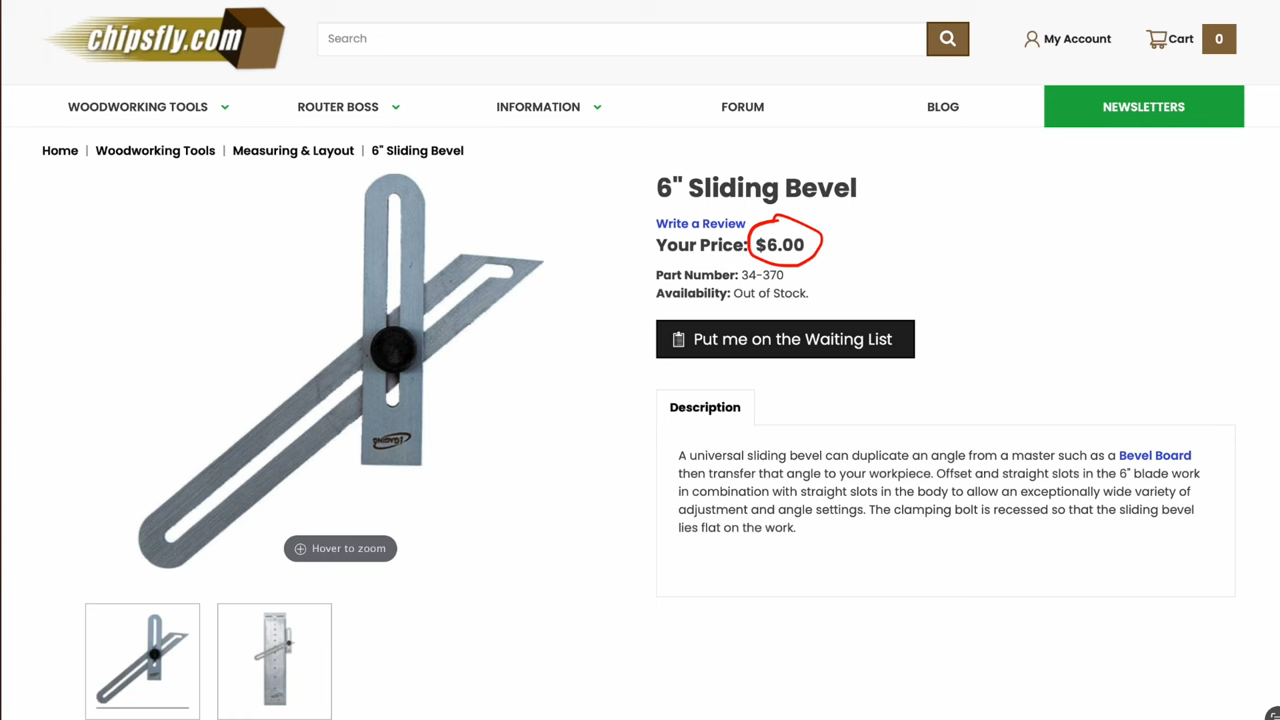 chipsfly.com
Search
My Account
Cart
0
WOODWORKING TOOLS
ROUTER BOSS
INFORMATION
FORUM
BLOG
NEWSLETTERS
Home | Woodworking Tools | Measuring & Layout | 6" Sliding Bevel
6" Sliding Bevel
Write a Review
Your Price: $6.00
Part Number: 34-370
Availability: Out of Stock.
Put me on the Waiting List
Description
A universal sliding bevel can duplicate an angle from a master such as a Bevel Board
then transfer that angle to your workpiece. Offset and straight slots in the 6" blade work
in combination with straight slots in the body to allow an exceptionally wide variety of
adjustment and angle settings. The clamping bolt is recessed so that the sliding bevel
lies flat on the work.
Hover to zoom